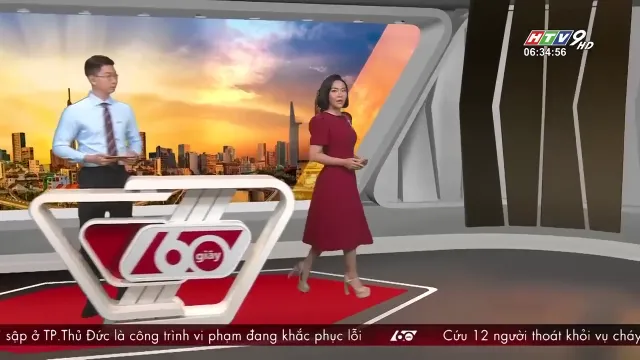 HTV9 HD
06:34:56
60 giây
sập ở TP.Thủ Đức là công trình vi phạm đang khắc phục lỗi 60 Cứu 12 người thoát khỏi vụ cháy